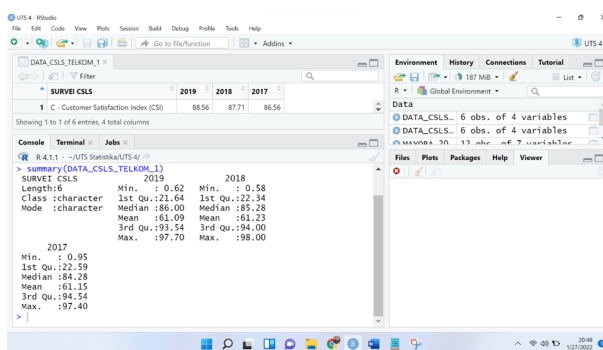 UTS 4 - RStudio
File Edit Code View Plots Session Build Debug Profile Tools Help
Go to file/function Addins UTS 4
DATA_CSLS_TELKOM_1
Filter
SURVEI CSLS 2019 2018 2017
1 C - Customer Satisfaction Index (CSI) 88.56 87.71 86.56
Showing 1 to 1 of 6 entries, 4 total columns
Console Terminal Jobs
R 4.1.1 · ~/UTS Statistika/UTS 4/
> summary(DATA_CSLS_TELKOM_1)
SURVEI CSLS 2019 2018
Length:6 Min. : 0.62 Min. : 0.58
Class :character 1st Qu.:21.64 1st Qu.:22.34
Mode :character Median :86.00 Median :85.28
Mean :61.09 Mean :61.23
3rd Qu.:93.54 3rd Qu.:94.00
Max. :97.70 Max. :98.00
2017
Min. : 0.95
1st Qu.:22.59
Median :84.28
Mean :61.15
3rd Qu.:94.54
Max. :97.40
>
Environment History Connections Tutorial
187 MiB List
R Global Environment
Data
DATA_CSLS… 6 obs. of 4 variables
DATA_CSLS… 6 obs. of 4 variables
MAYORA_20… 12 obs. of 7 variables
Files Plots Packages Help Viewer
20:48
1/27/2022